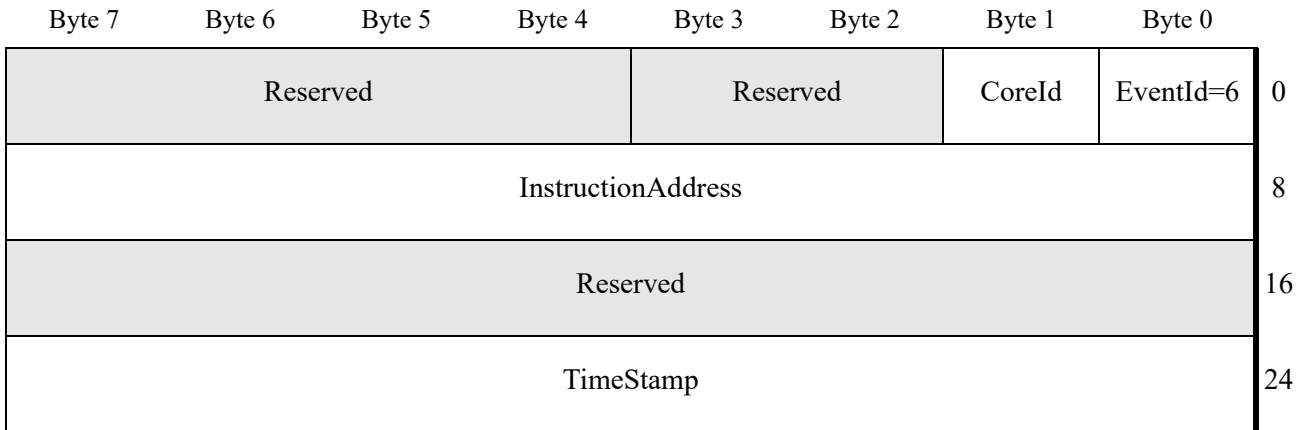 Byte 7 Byte 6 Byte 5 Byte 4 Byte 3 Byte 2 Byte 1 Byte 0
Reserved Reserved CoreId EventId=6 0
InstructionAddress 8
Reserved 16
TimeStamp 24